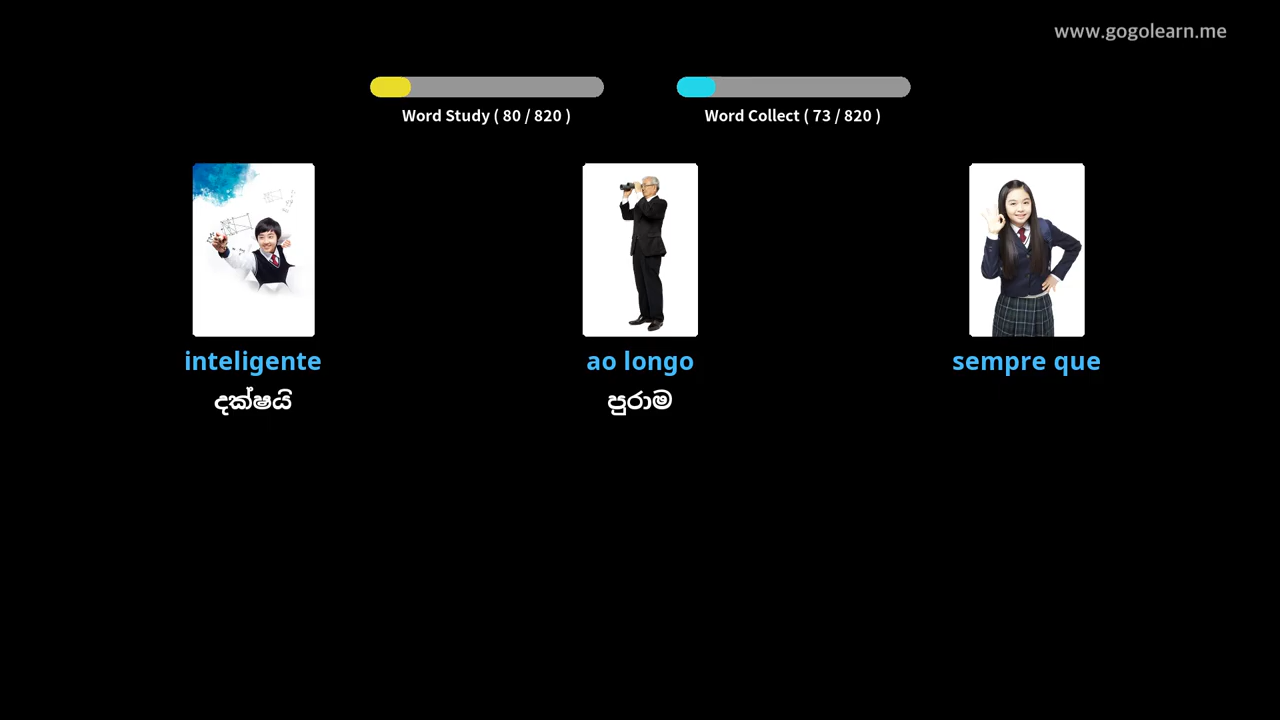 www.gogolearn.me
Word Study ( 80 / 820 )
Word Collect ( 73 / 820 )
inteligente
දක්ෂයි
ao longo
පුරාම
sempre que